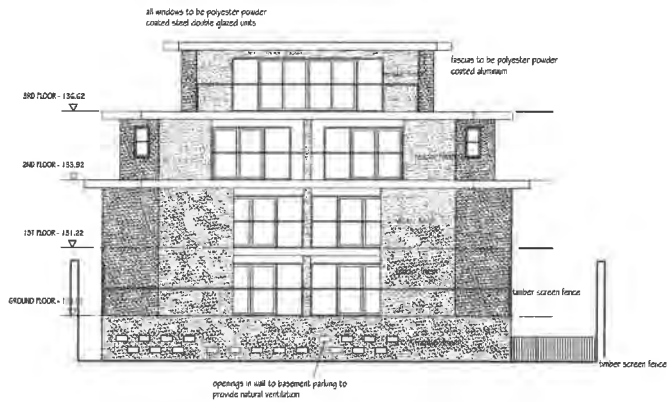 all windows to be polyester powder
coated steel double glazed units
fascias to be polyester powder
coated aluminium
3RD FLOOR - 136.62
2ND FLOOR - 133.92
1ST FLOOR - 131.22
GROUND FLOOR -
timber screen fence
timber screen fence
openings in wall to basement parking to
provide natural ventilation